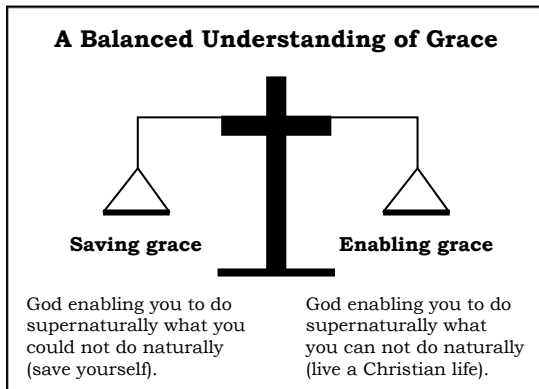 A Balanced Understanding of Grace
Saving grace
God enabling you to do
supernaturally what you
could not do naturally
(save yourself).
Enabling grace
God enabling you to do
supernaturally what
you can not do naturally
(live a Christian life).